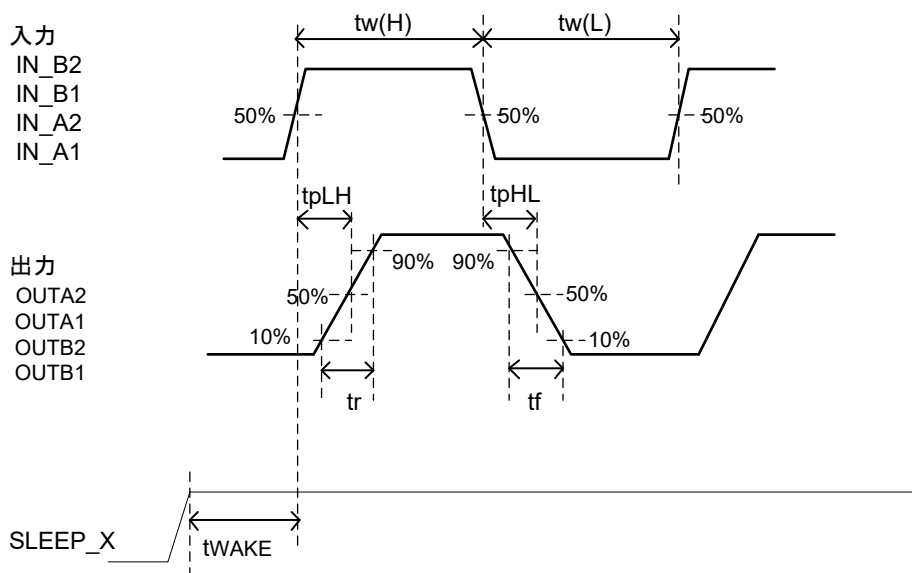 tw(H)
tw(L)
入力
IN_B2
IN_B1
IN_A2
IN_A1
50%
50%
50%
tpLH
tpHL
90%
90%
出力
OUTA2
OUTA1
OUTB2
OUTB1
50%
50%
10%
10%
tr
tf
SLEEP_X
tWAKE